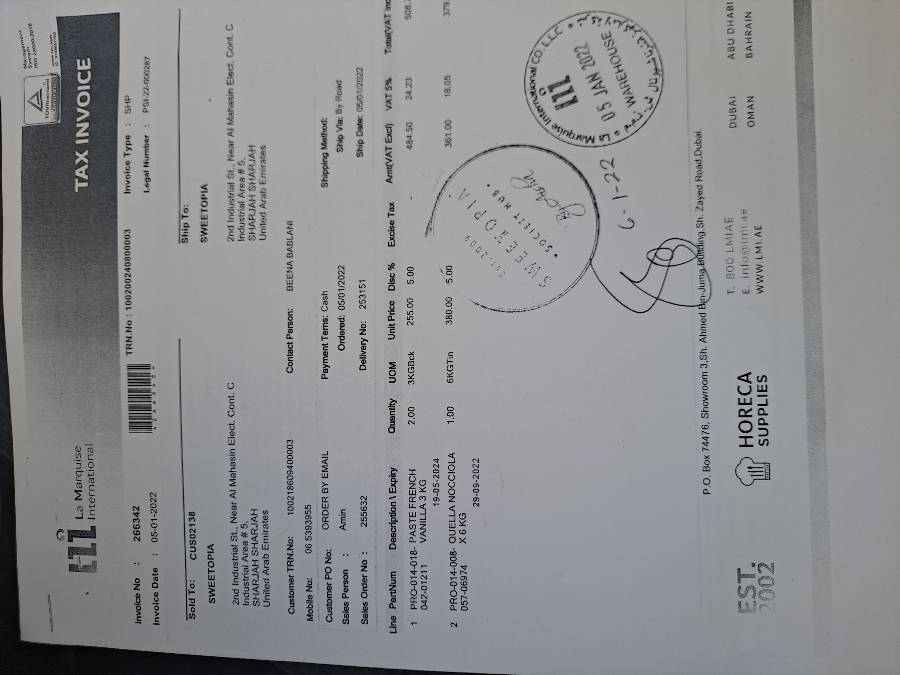 La Marquise
International
TAX INVOICE
Invoice No : 266342
TRN.No : 100200240800003
Invoice Type : SHP
Invoice Date : 05-01-2022
Legal Number : PSI-22-000287
Sold To: CUS02138
Ship To:
SWEETOPIA
SWEETOPIA
2nd Industrial St., Near Al Mahasin Elect. Cont. C
Industrial Area # 5,
SHARJAH SHARJAH
United Arab Emirates
2nd Industrial St., Near Al Mahasin Elect. Cont. C
Industrial Area # 5,
SHARJAH SHARJAH
United Arab Emirates
Customer TRN.No: 100218609400003
Contact Person: BEENA BABLANI
Mobile No: 06 5393955
Customer PO No: ORDER BY EMAIL
Payment Tems: Cash
Shipping Method:
Sales Person : Amin
Ordered: 05/01/2022
Ship Via: By Road
Sales Order No : 255632
Delivery No: 253151
Ship Date: 05/01/2022
Line PartNum Description \ Expiry Quantity UOM Unit Price Disc % Excise Tax Amt(VAT Excl) VAT 5% Total(VAT Inc
1 PRO-014-018- PASTE FRENCH 2.00 3KGBck 255.00 5.00 - 484.50 24.23 508.
042-01211 VANILLA 3 KG
19-05-2024
2 PRO-014-008- QUELLA NOCCIOLA 1.00 6KGTin 380.00 5.00 361.00 18.05 379.
057-06974 X 6 KG
29-09-2022
SWEETOPIA
La Marquise International CO. L.L.C
05 JAN 2022
WAREHOUSE
6-1-22
P.O. Box 74476, Showroom 3,Sh. Ahmed Bin Juma Building,Sh. Zayed Road,Dubai.
EST.
2002
HORECA
SUPPLIES
T. 800 LMIAE
E. info@lmi.ae
WWW.LMI.AE
DUBAI ABU DHABI
OMAN BAHRAIN